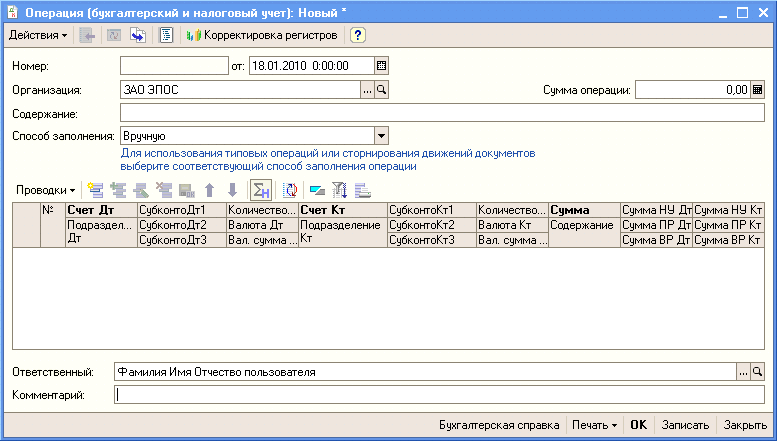 Операция (бухгалтерский и налоговый учет): Новый *
Действия Корректировка регистров ?
Номер: от: 18.01.2010 0:00:00
Организация: ЗАО ЭПОС ... Сумма операции: 0,00
Содержание:
Способ заполнения: Вручную
Для использования типовых операций или сторнирования движений документов
выберите соответствующий способ заполнения операции
Проводки
№ Счет Дт СубконтоДт1 Количество... Счет Кт СубконтоКт1 Количество... Сумма Сумма НУ Дт Сумма НУ Кт
Подраздел... Дт СубконтоДт2 Валюта Дт Подразделение Кт СубконтоКт2 Валюта Кт Содержание Сумма ПР Дт Сумма ПР Кт
СубконтоДт3 Вал. сумма ... СубконтоКт3 Вал. сумма ... Сумма ВР Дт Сумма ВР Кт
Ответственный: Фамилия Имя Отчество пользователя ...
Комментарий:
Бухгалтерская справка Печать OK Записать Закрыть